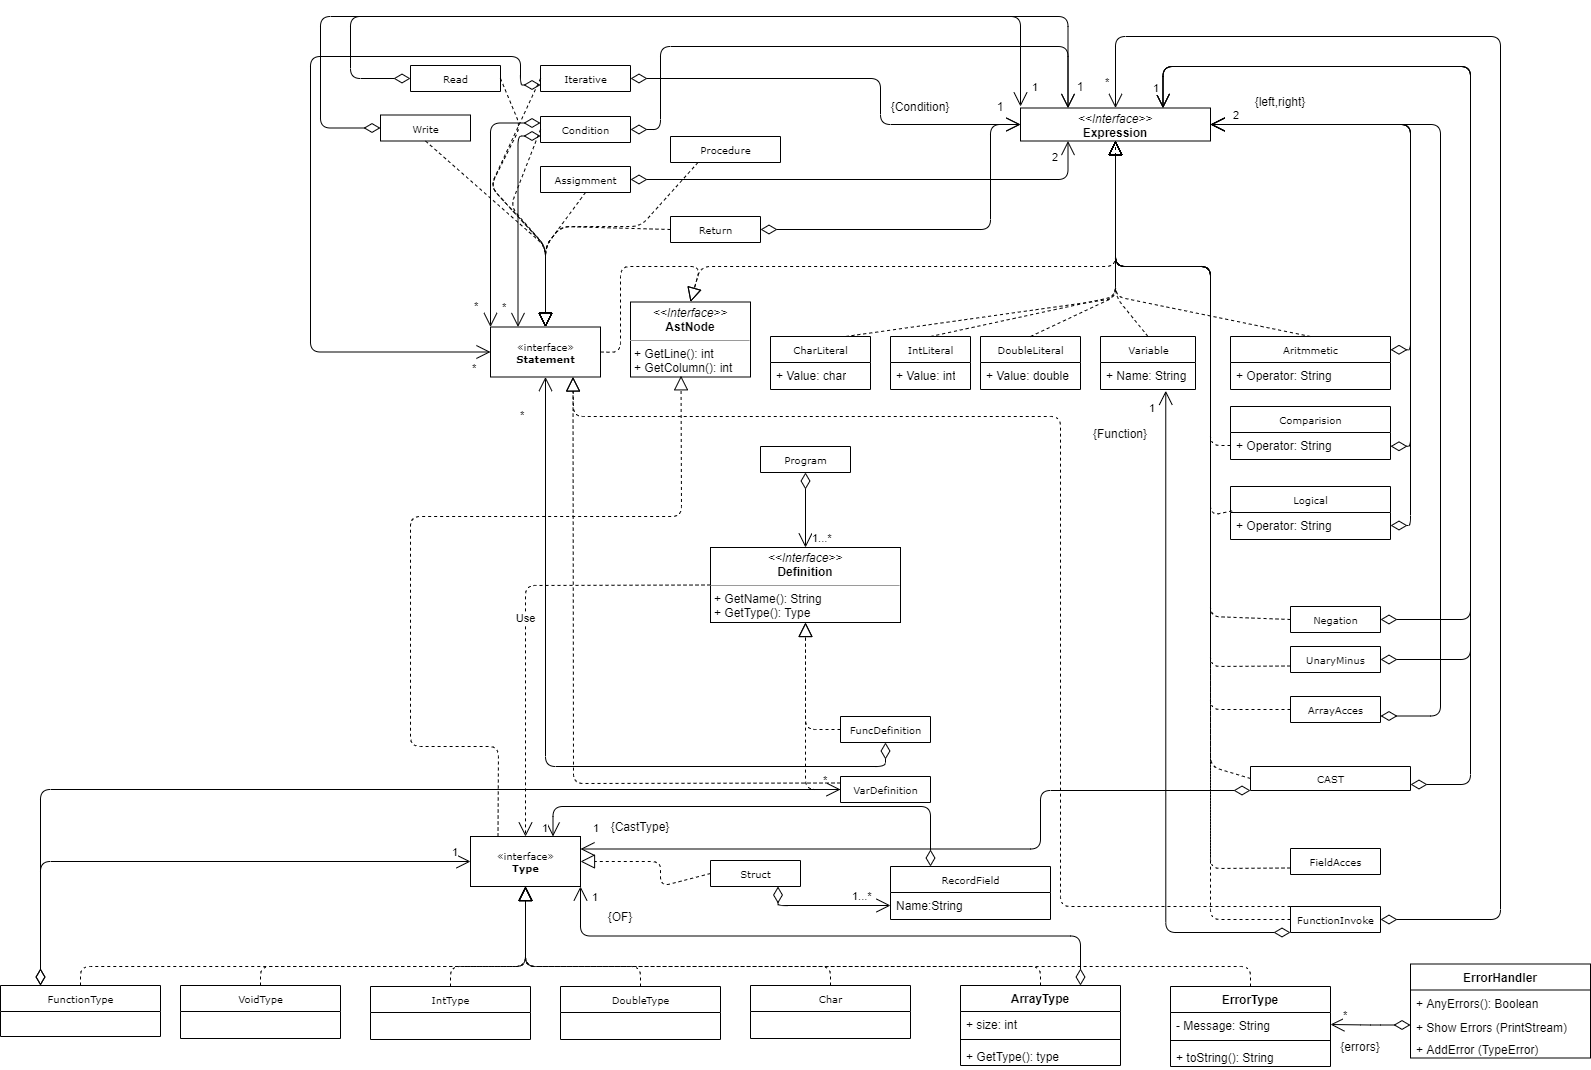 Read
Iterative
Write
Condition
Assignment
Procedure
Return
{Condition}
1
1
1
*
1
{left,right}
2
2
<<Interface>>
Expression
*
*
*
«interface»
Statement
*
<<Interface>>
AstNode
+ GetLine(): int
+ GetColumn(): int
CharLiteral
+ Value: char
IntLiteral
+ Value: int
DoubleLiteral
+ Value: double
Variable
+ Name: String
Aritmmetic
+ Operator: String
Comparision
+ Operator: String
Logical
+ Operator: String
1
{Function}
Program
1...*
<<Interface>>
Definition
+ GetName(): String
+ GetType(): Type
Use
Negation
UnaryMinus
ArrayAcces
FuncDefinition
*
VarDefinition
CAST
1
1
1
{CastType}
«interface»
Type
Struct
1...*
RecordField
Name:String
FieldAcces
FunctionInvoke
1
{OF}
FunctionType
VoidType
IntType
DoubleType
Char
ArrayType
+ size: int
+ GetType(): type
ErrorType
- Message: String
+ toString(): String
*
{errors}
ErrorHandler
+ AnyErrors(): Boolean
+ Show Errors (PrintStream)
+ AddError (TypeError)